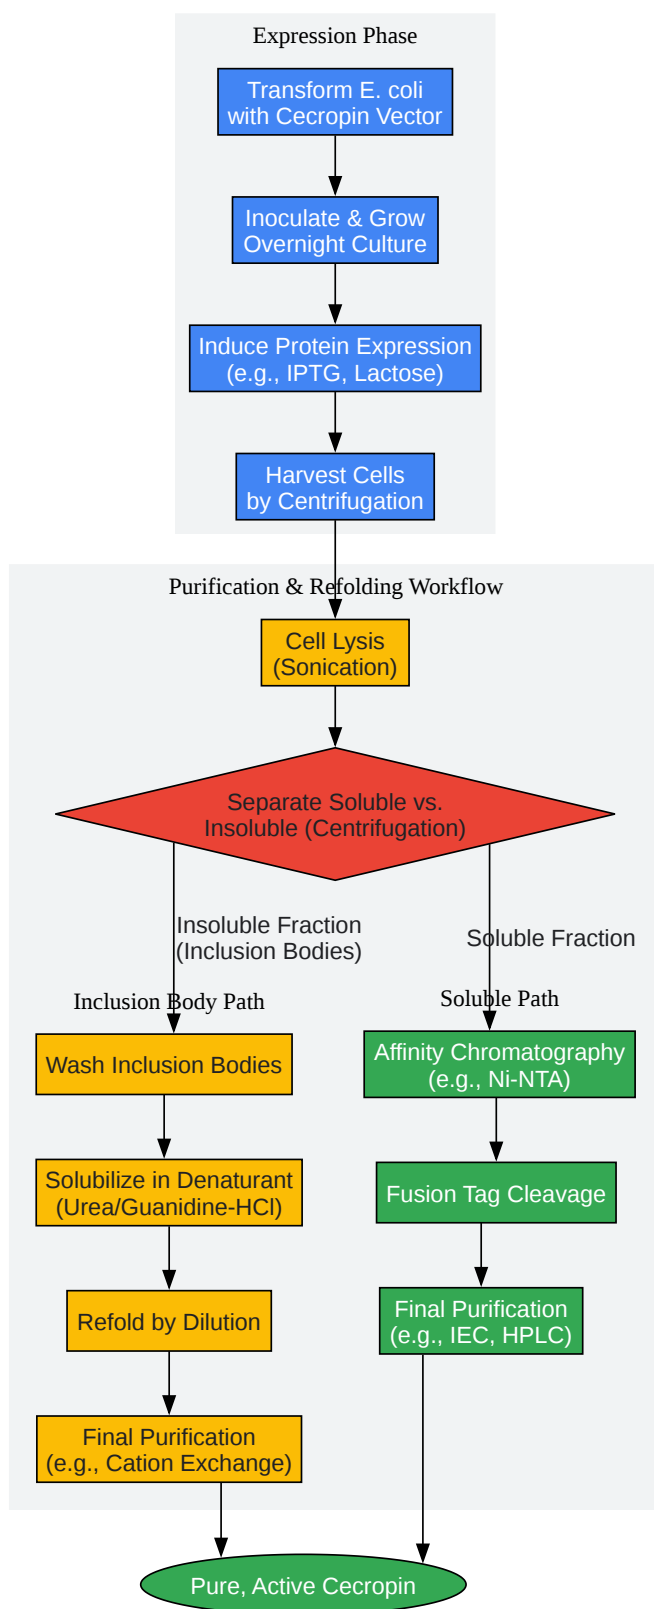 Expression Phase
Transform E. coli
with Cecropin Vector
Inoculate & Grow
Overnight Culture
Induce Protein Expression
(e.g., IPTG, Lactose)
Harvest Cells
by Centrifugation
Purification & Refolding Workflow
Cell Lysis
(Sonication)
Separate Soluble vs.
Insoluble (Centrifugation)
Insoluble Fraction
(Inclusion Bodies)
Soluble Fraction
Inclusion Body Path
Soluble Path
Wash Inclusion Bodies
Affinity Chromatography
(e.g., Ni-NTA)
Solubilize in Denaturant
(Urea/Guanidine-HCl)
Fusion Tag Cleavage
Refold by Dilution
Final Purification
(e.g., IEC, HPLC)
Final Purification
(e.g., Cation Exchange)
Pure, Active Cecropin